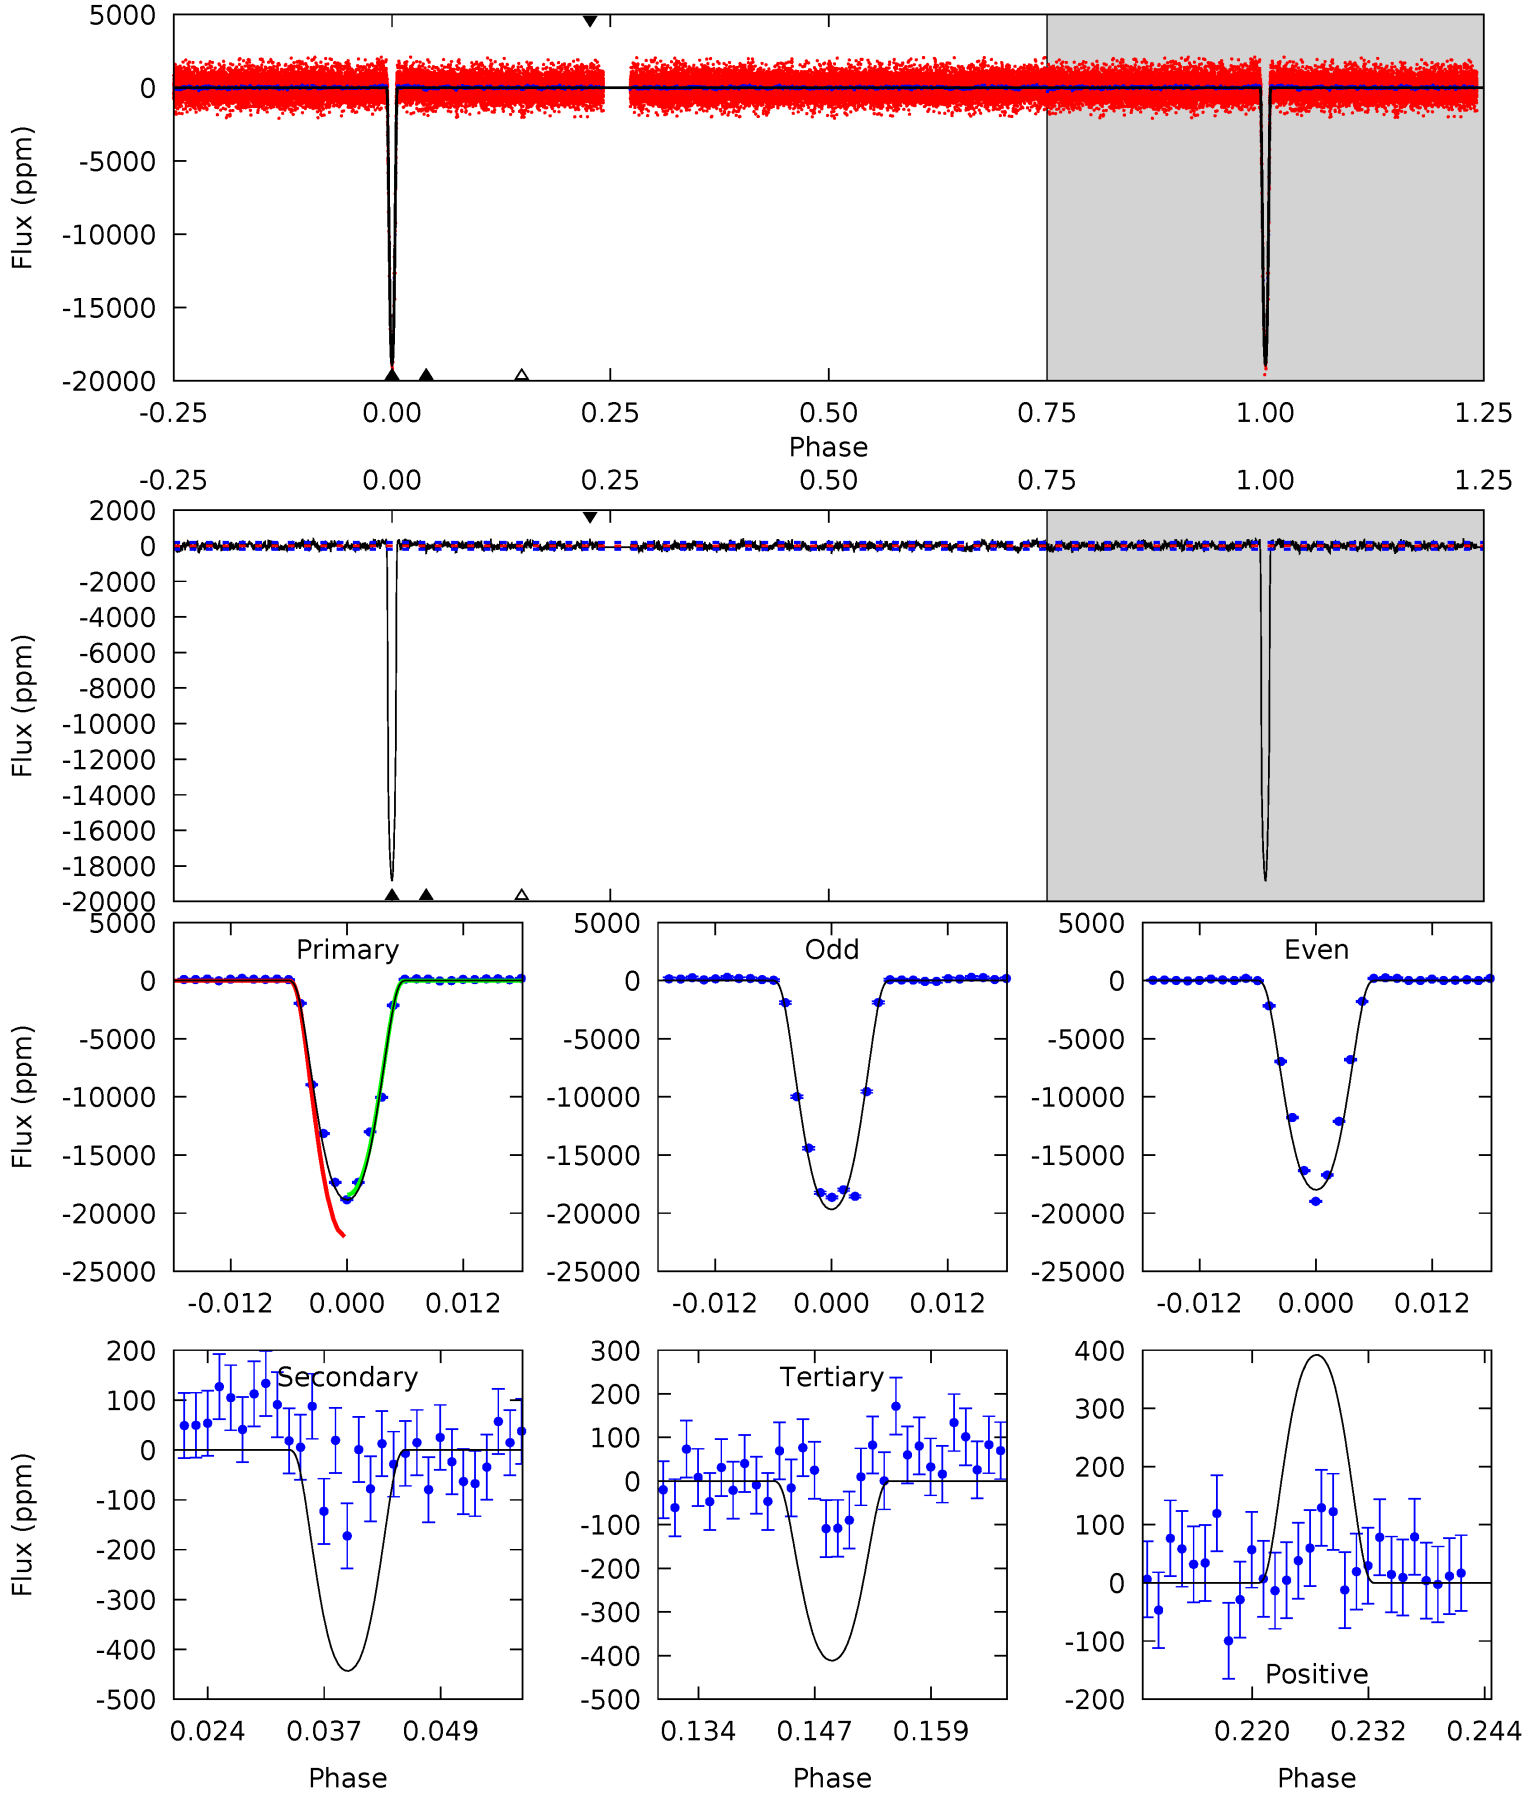 5000
0
-5000
-10000
-15000
-20000
Flux (ppm)
-0.25 0.00 0.25 0.50 0.75 1.00 1.25
Phase
-0.25 0.00 0.25 0.50 0.75 1.00 1.25
2000
0
-2000
-4000
-6000
-8000
-10000
-12000
-14000
-16000
-18000
-20000
Flux (ppm)
Primary
5000
0
-5000
-10000
-15000
-20000
-25000
Flux (ppm)
-0.012 0.000 0.012
Odd
5000
0
-5000
-10000
-15000
-20000
-25000
-0.012 0.000 0.012
Even
5000
0
-5000
-10000
-15000
-20000
-25000
-0.012 0.000 0.012
Secondary
200
100
0
-100
-200
-300
-400
-500
Flux (ppm)
0.024 0.037 0.049
Phase
Tertiary
300
200
100
0
-100
-200
-300
-400
-500
0.134 0.147 0.159
Phase
400
300
200
100
0
-100
-200
Positive
0.220 0.232 0.244
Phase